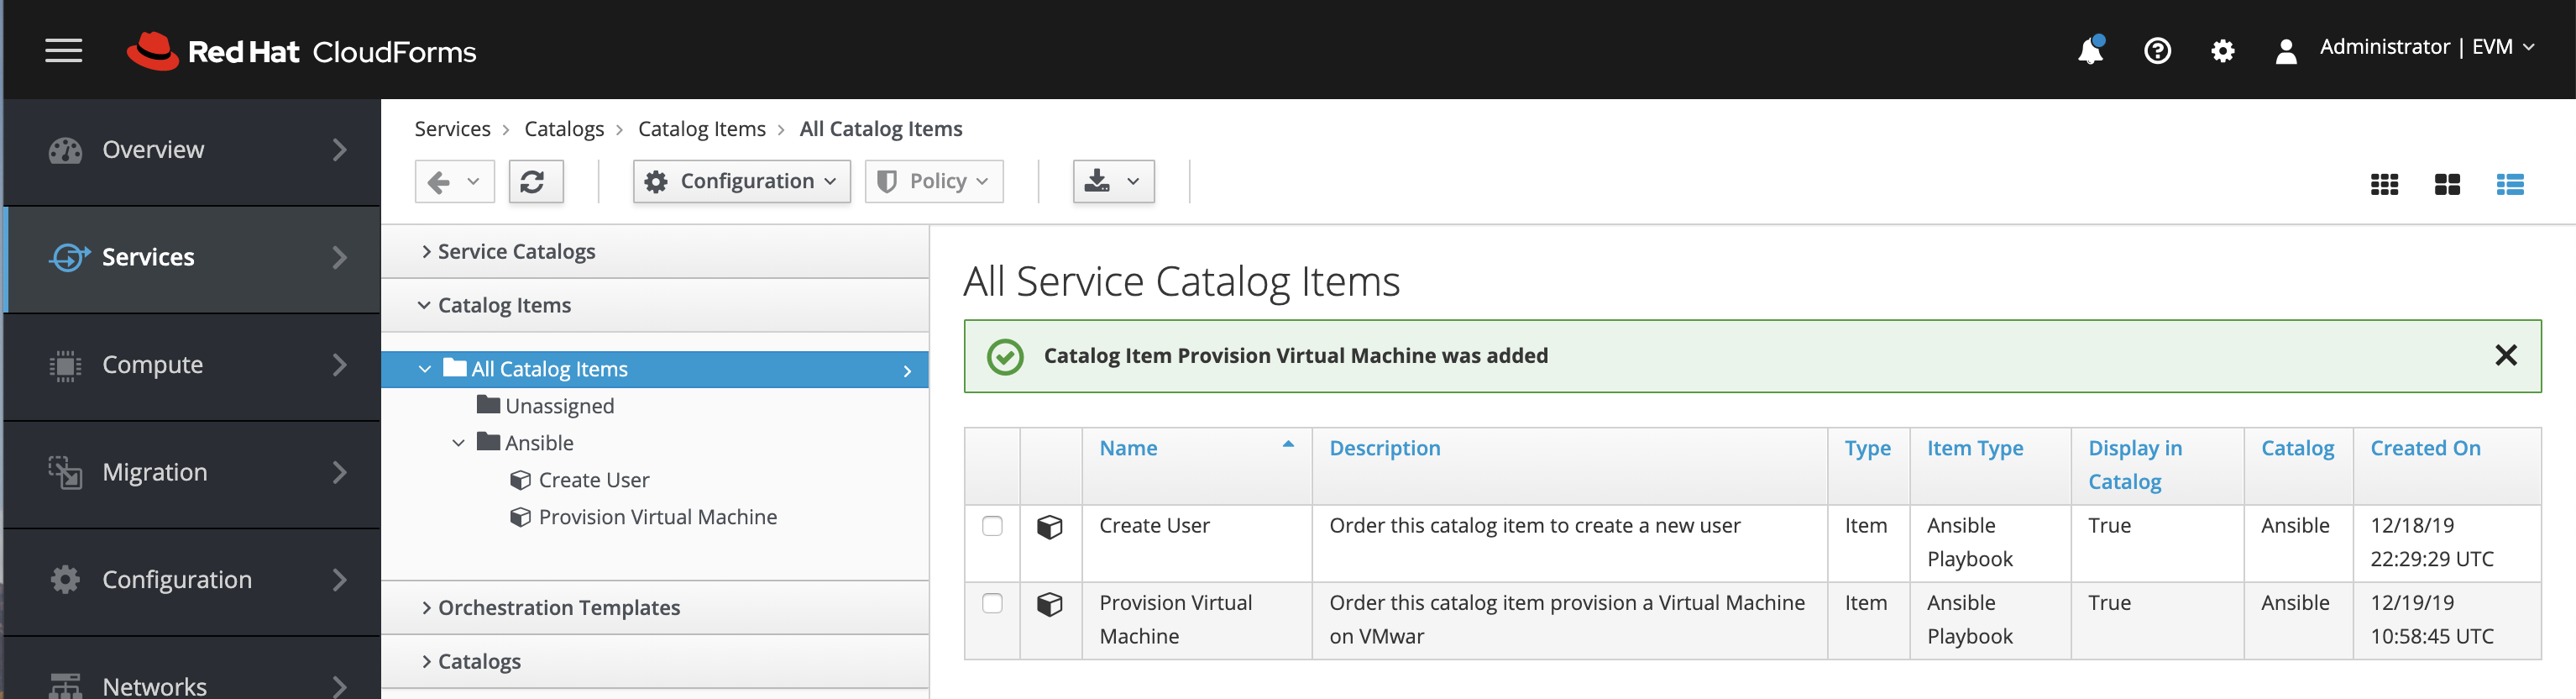 Red Hat CloudForms
Administrator | EVM
Overview
Services
Compute
Migration
Configuration
Networks
Services > Catalogs > Catalog Items > All Catalog Items
Configuration
Policy
Service Catalogs
Catalog Items
All Catalog Items
Unassigned
Ansible
Create User
Provision Virtual Machine
Orchestration Templates
Catalogs
All Service Catalog Items
Catalog Item Provision Virtual Machine was added
Name Description Type Item Type Display in Catalog Catalog Created On
Create User Order this catalog item to create a new user Item Ansible Playbook True Ansible 12/18/19 22:29:29 UTC
Provision Virtual Machine Order this catalog item provision a Virtual Machine on VMwar Item Ansible Playbook True Ansible 12/19/19 10:58:45 UTC